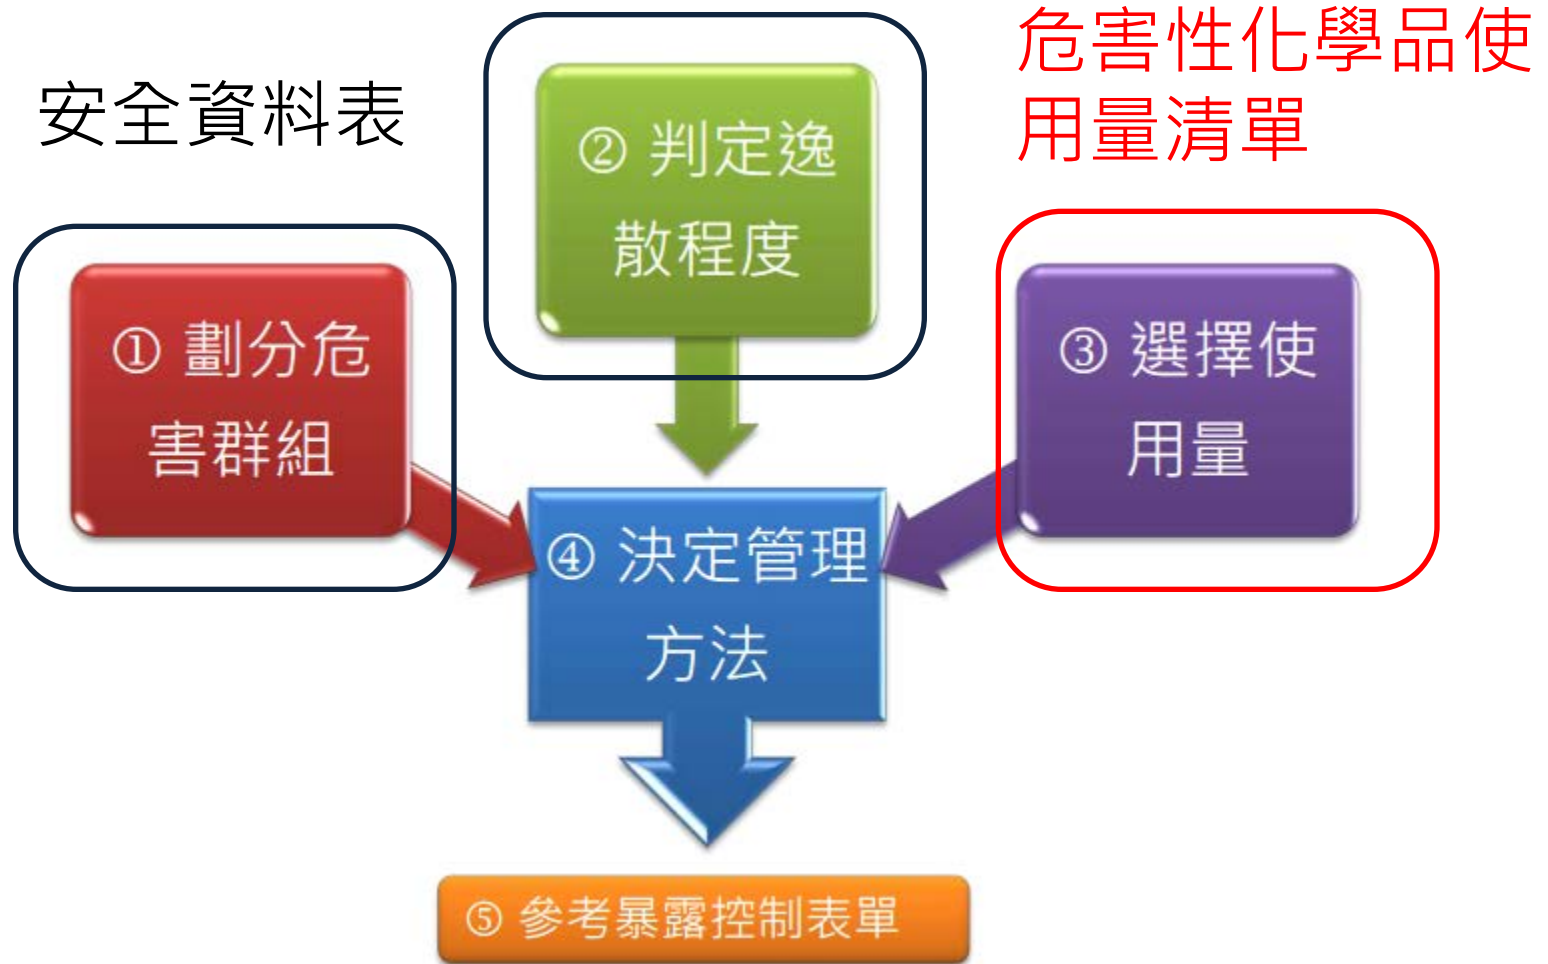 安全資料表
危害性化學品使
用量清單
① 劃分危
害群組
② 判定逸
散程度
③ 選擇使
用量
④ 決定管理
方法
⑤ 參考暴露控制表單